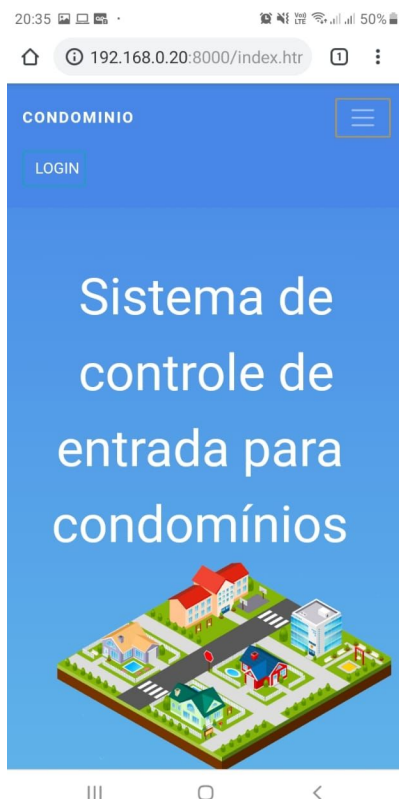 20:35
50%
192.168.0.20:8000/index.htr
1
CONDOMINIO
LOGIN
Sistema de
controle de
entrada para
condomínios